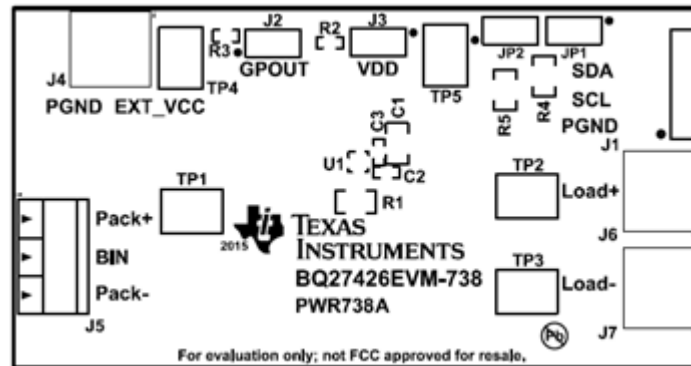 J2
R2
J3
R3
GPOUT
VDD
JP2
JP1
J4
TP4
TP5
SDA
PGND EXT_VCC
R5
R4
SCL
PGND
C3
C1
J1
U1
C2
TP1
TP2
R1
Load+
Pack+
2015
TEXAS
INSTRUMENTS
J6
BIN
BQ27426EVM-738
TP3
Load-
Pack-
PWR738A
J5
Pb
J7
For evaluation only; not FCC approved for resale.